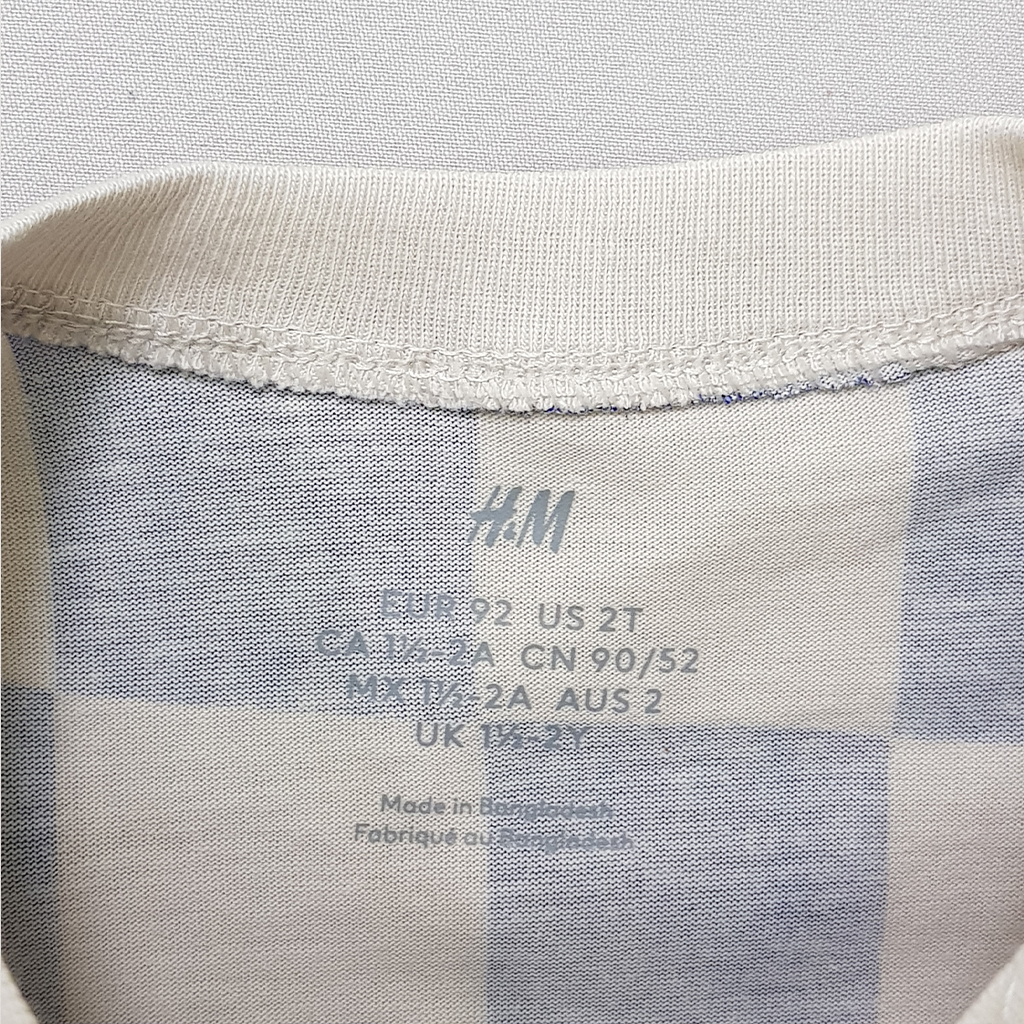 H&M
EUR 92 US 2T
CA 1½-2A CN 90/52
MX 1½-2A AUS 2
UK 1½-2Y
Made in Bangladesh
Fabriqué au Bangladesh